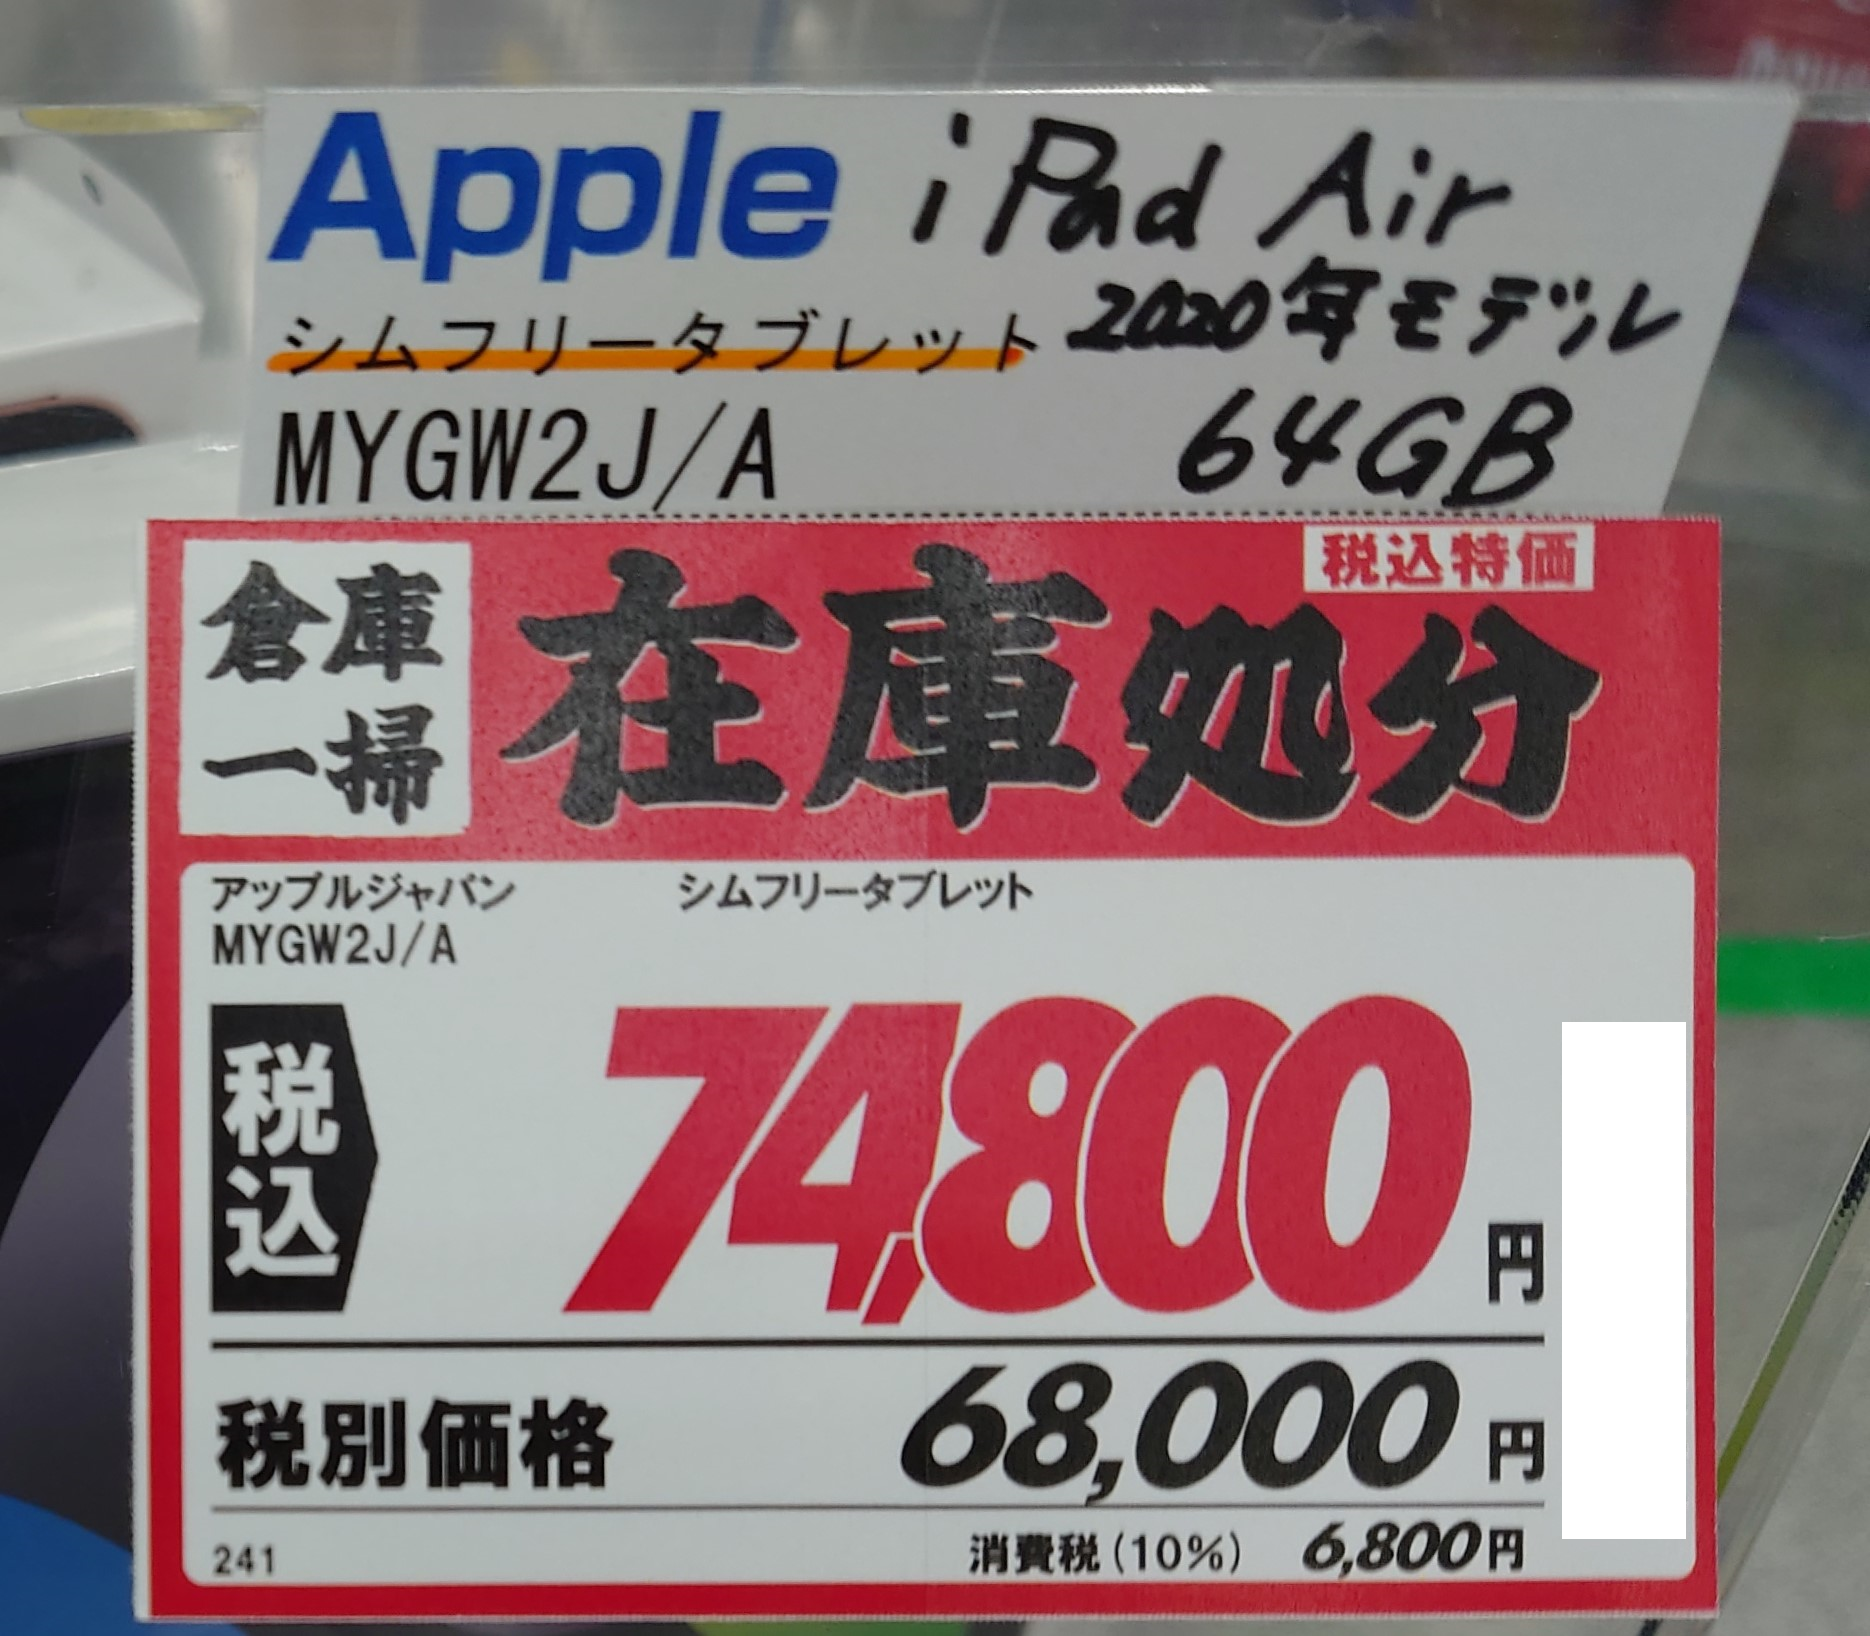 Apple iPad Air
シムフリータブレット 2020年モデル
MYGW2J/A 64GB
税込特価
倉庫
一掃
在庫処分
アップルジャパン シムフリータブレット
MYGW2J/A
税込 74,800円
税別価格 68,000円
241 消費税(10%) 6,800円